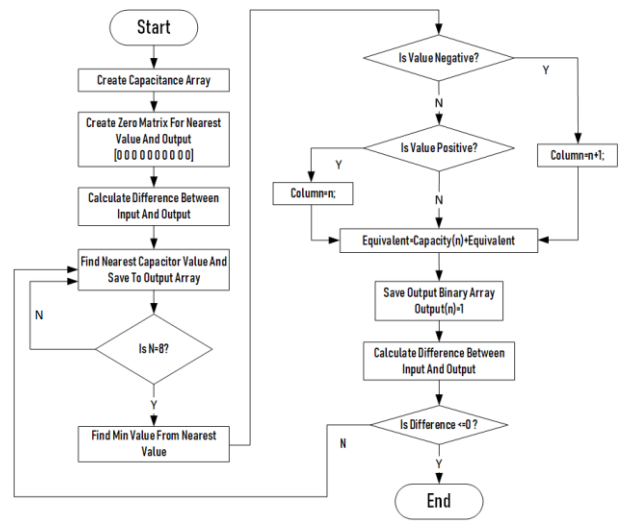 Start
Create Capacitance Array
Create Zero Matrix For Nearest
Value And Output
[0 0 0 0 0 0 0 0 0 0]
Calculate Difference Between
Input And Output
Find Nearest Capacitor Value And
Save To Output Array
N
Is N=8?
Y
Find Min Value From Nearest
Value
Is Value Negative?
Y
N
Is Value Positive?
Column=n+1;
Y
Column=n;
N
Equivalent=Capacity(n)+Equivalent
Save Output Binary Array
Output(n)=1
Calculate Difference Between
Input And Output
Is Difference <=0 ?
N
Y
End